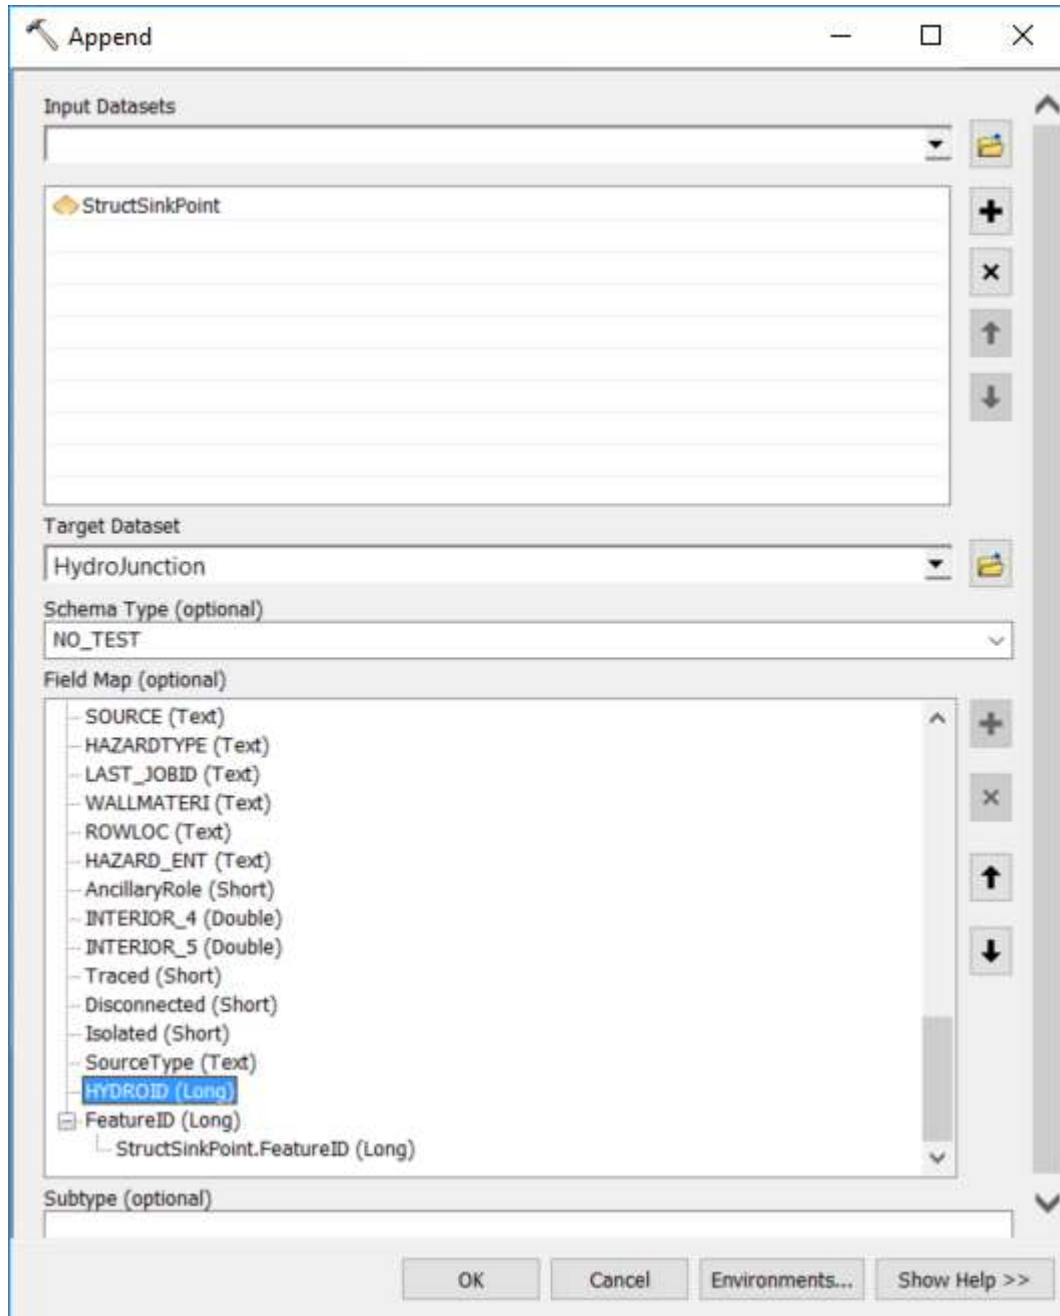 Append
Input Datasets
StructSinkPoint
Target Dataset
HydroJunction
Schema Type (optional)
NO_TEST
Field Map (optional)
SOURCE (Text)
HAZARDTYPE (Text)
LAST_JOBID (Text)
WALLMATERI (Text)
ROWLOC (Text)
HAZARD_ENT (Text)
AncillaryRole (Short)
INTERIOR_4 (Double)
INTERIOR_5 (Double)
Traced (Short)
Disconnected (Short)
Isolated (Short)
SourceType (Text)
HYDROID (Long)
FeatureID (Long)
StructSinkPoint.FeatureID (Long)
Subtype (optional)
OK Cancel Environments... Show Help >>